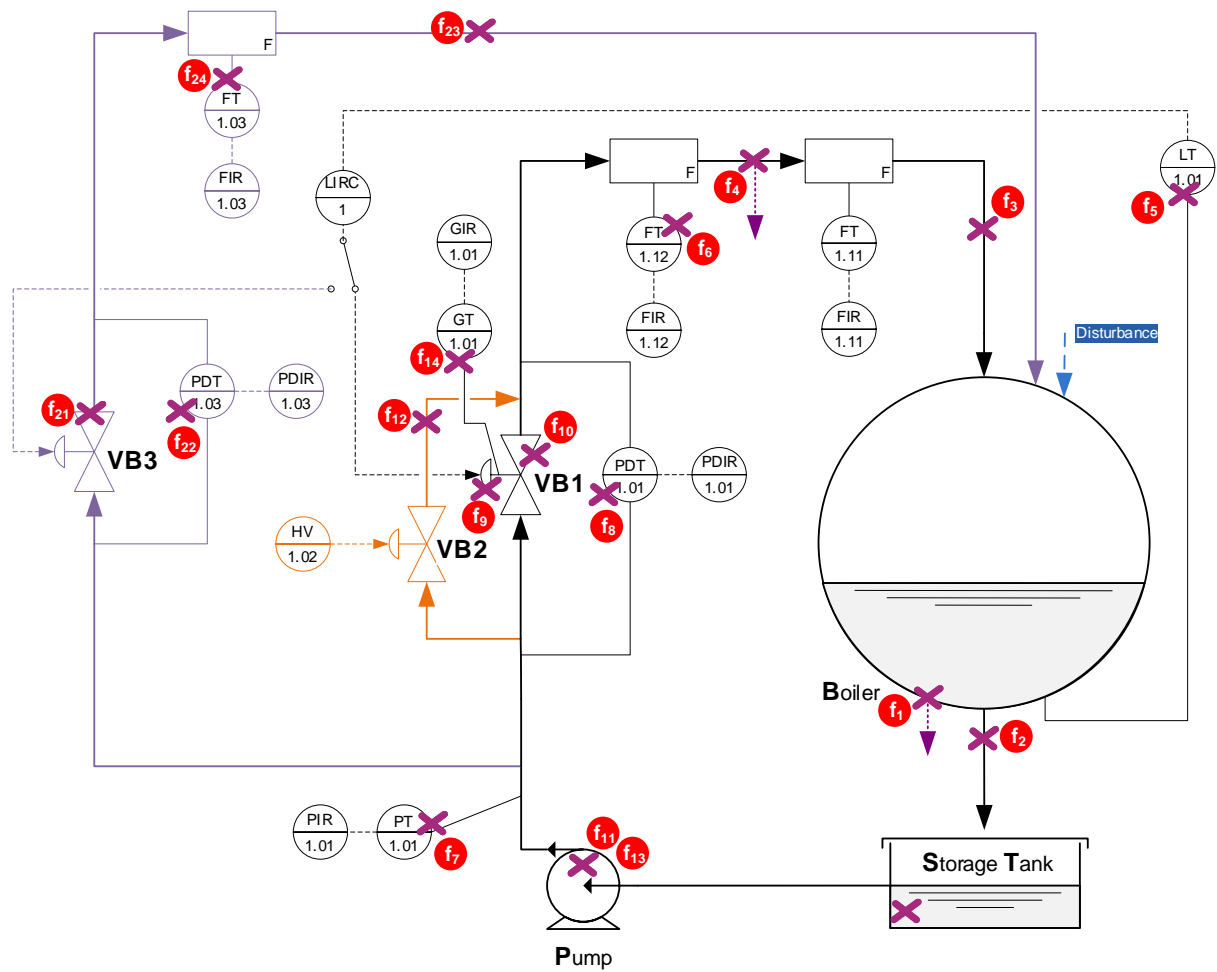 f23
F
f24
FT
1.03
FIR
1.03
LIRC
1
F
f4
F
LT
1.01
f5
f3
GIR
1.01
FT
1.12
f6
FT
1.11
GT
1.01
f14
FIR
1.12
FIR
1.11
Disturbance
PDT
1.03
PDIR
1.03
f21
f22
VB3
f12
f10
PDT
1.01
PDIR
1.01
VB1
f9
f8
HV
1.02
VB2
Boiler
f1
f2
PIR
1.01
PT
1.01
f7
f11
f13
Storage Tank
Pump